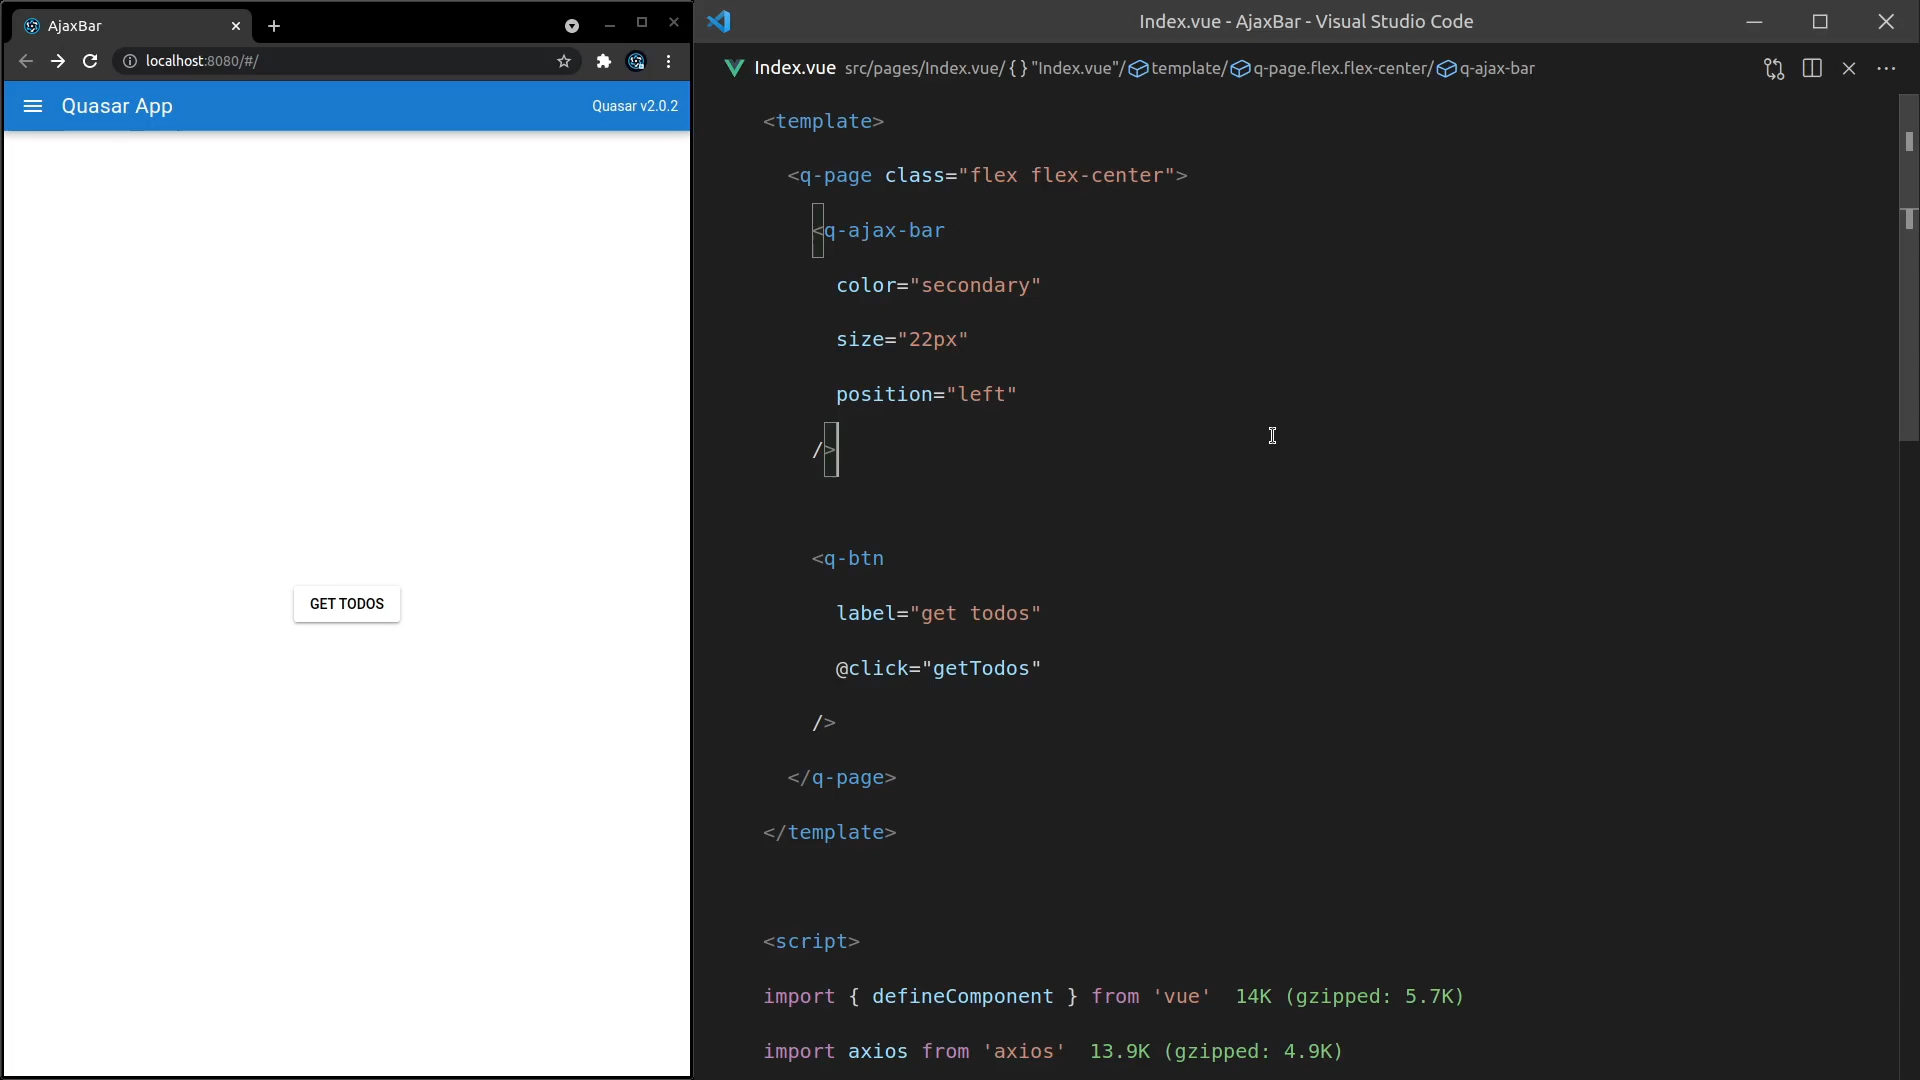 AjaxBar
localhost:8080/#/
Quasar App
Quasar v2.0.2
GET TODOS
Index.vue - AjaxBar - Visual Studio Code
Index.vue src/pages/Index.vue/{}"Index.vue"/template/q-page.flex.flex-center/q-ajax-bar
<template>
<q-page class="flex flex-center">
<q-ajax-bar
color="secondary"
size="22px"
position="left"
/>
<q-btn
label="get todos"
@click="getTodos"
/>
</q-page>
</template>
<script>
import { defineComponent } from 'vue' 14K (gzipped: 5.7K)
import axios from 'axios' 13.9K (gzipped: 4.9K)